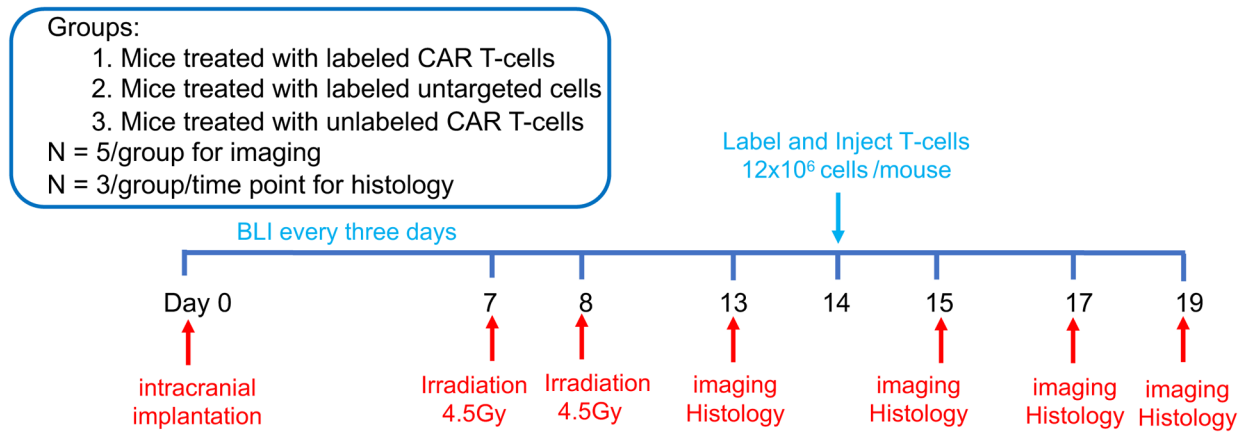 Groups:
1. Mice treated with labeled CAR T-cells
2. Mice treated with labeled untargeted cells
3. Mice treated with unlabeled CAR T-cells
N = 5/group for imaging
N = 3/group/time point for histology
Label and Inject T-cells
12x10⁶ cells/mouse
BLI every three days
Day 0
7
8
13
14
15
17
19
intracranial
implantation
Irradiation
4.5Gy
Irradiation
4.5Gy
imaging
Histology
imaging
Histology
imaging
Histology
imaging
Histology